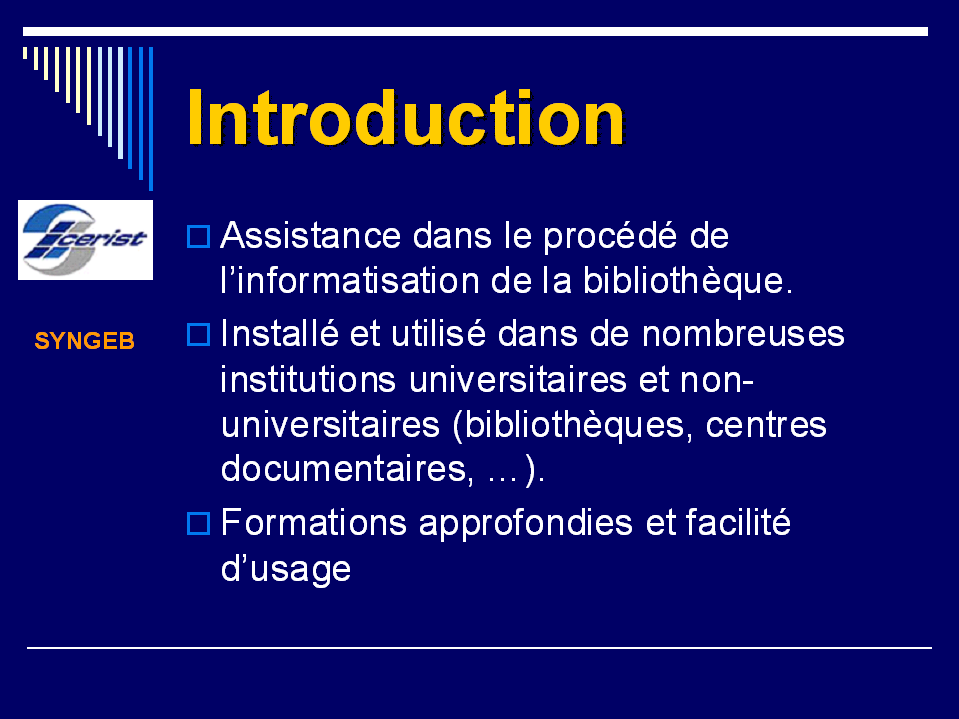 Introduction
cerist
SYNGEB
Assistance dans le procédé de
l’informatisation de la bibliothèque.
Installé et utilisé dans de nombreuses
institutions universitaires et non-
universitaires (bibliothèques, centres
documentaires, …).
Formations approfondies et facilité
d’usage